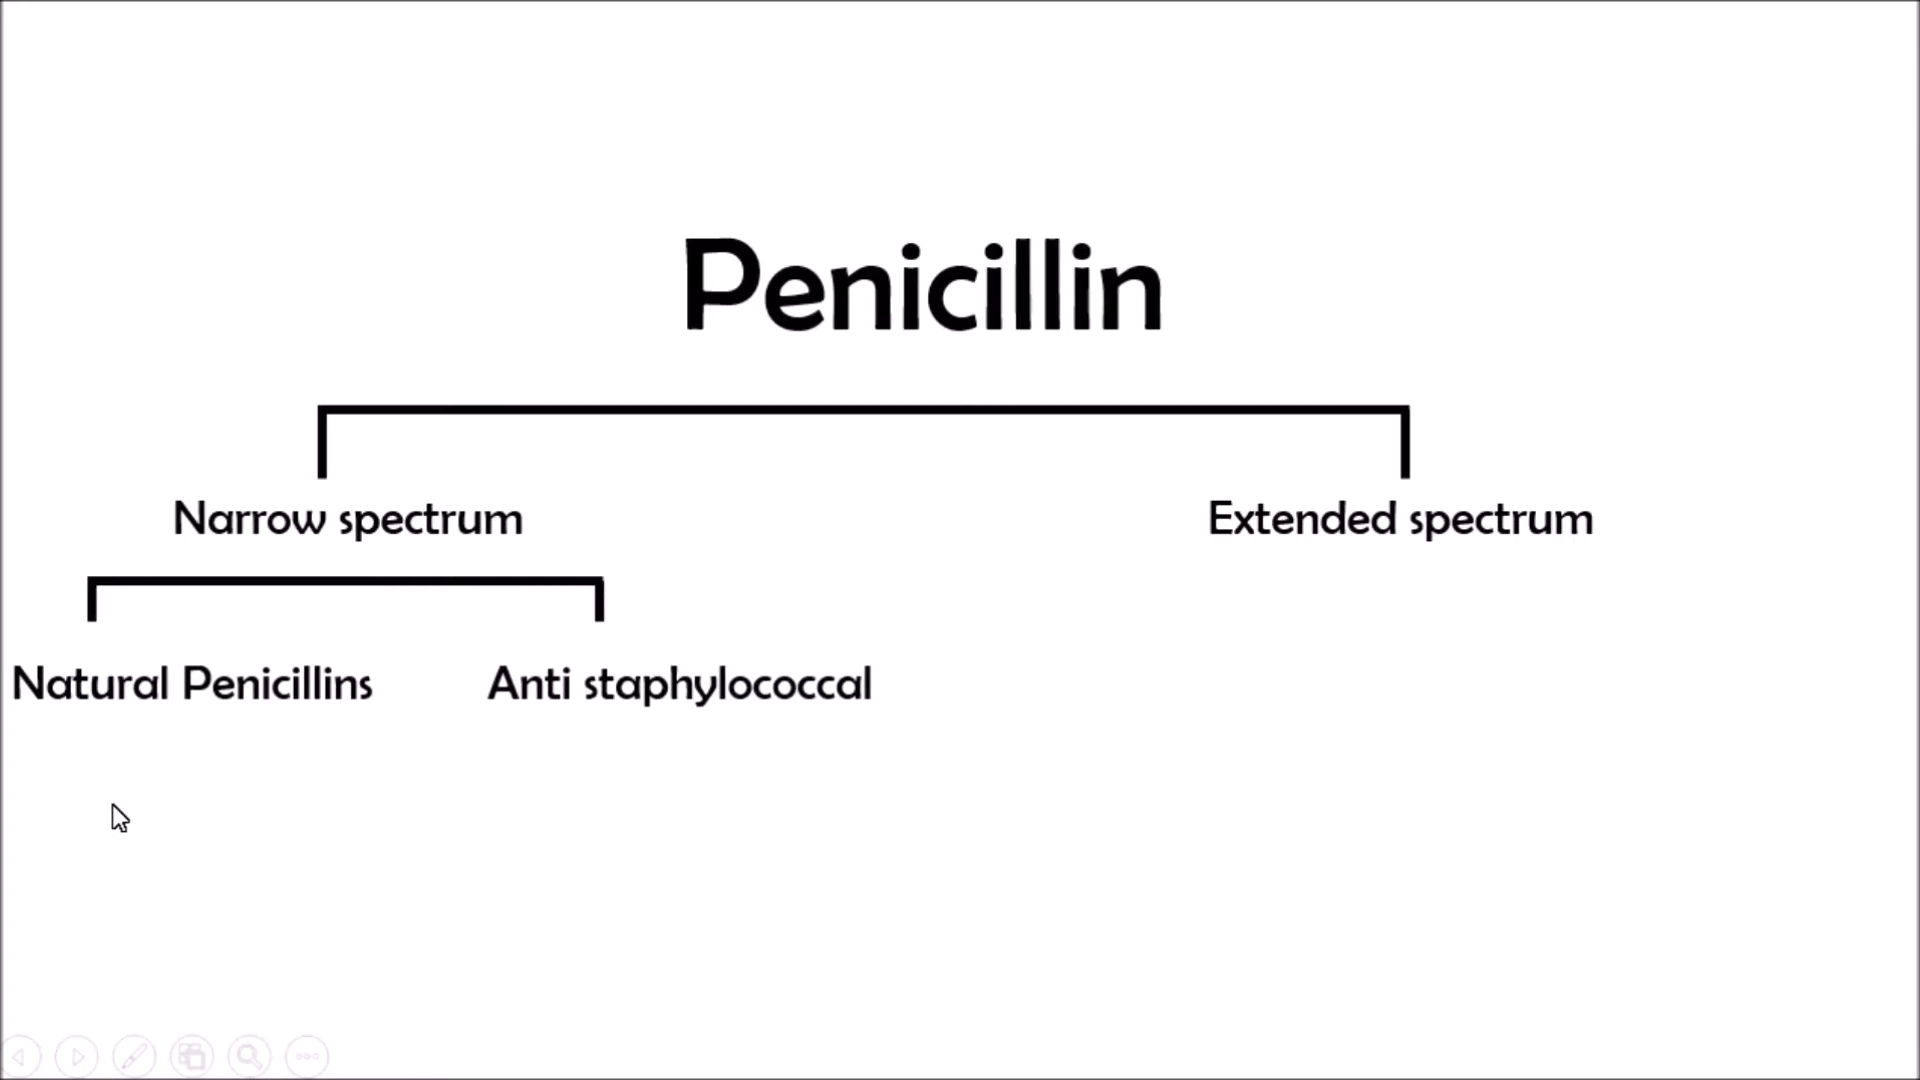 Penicillin
Narrow spectrum
Extended spectrum
Natural Penicillins
Anti staphylococcal